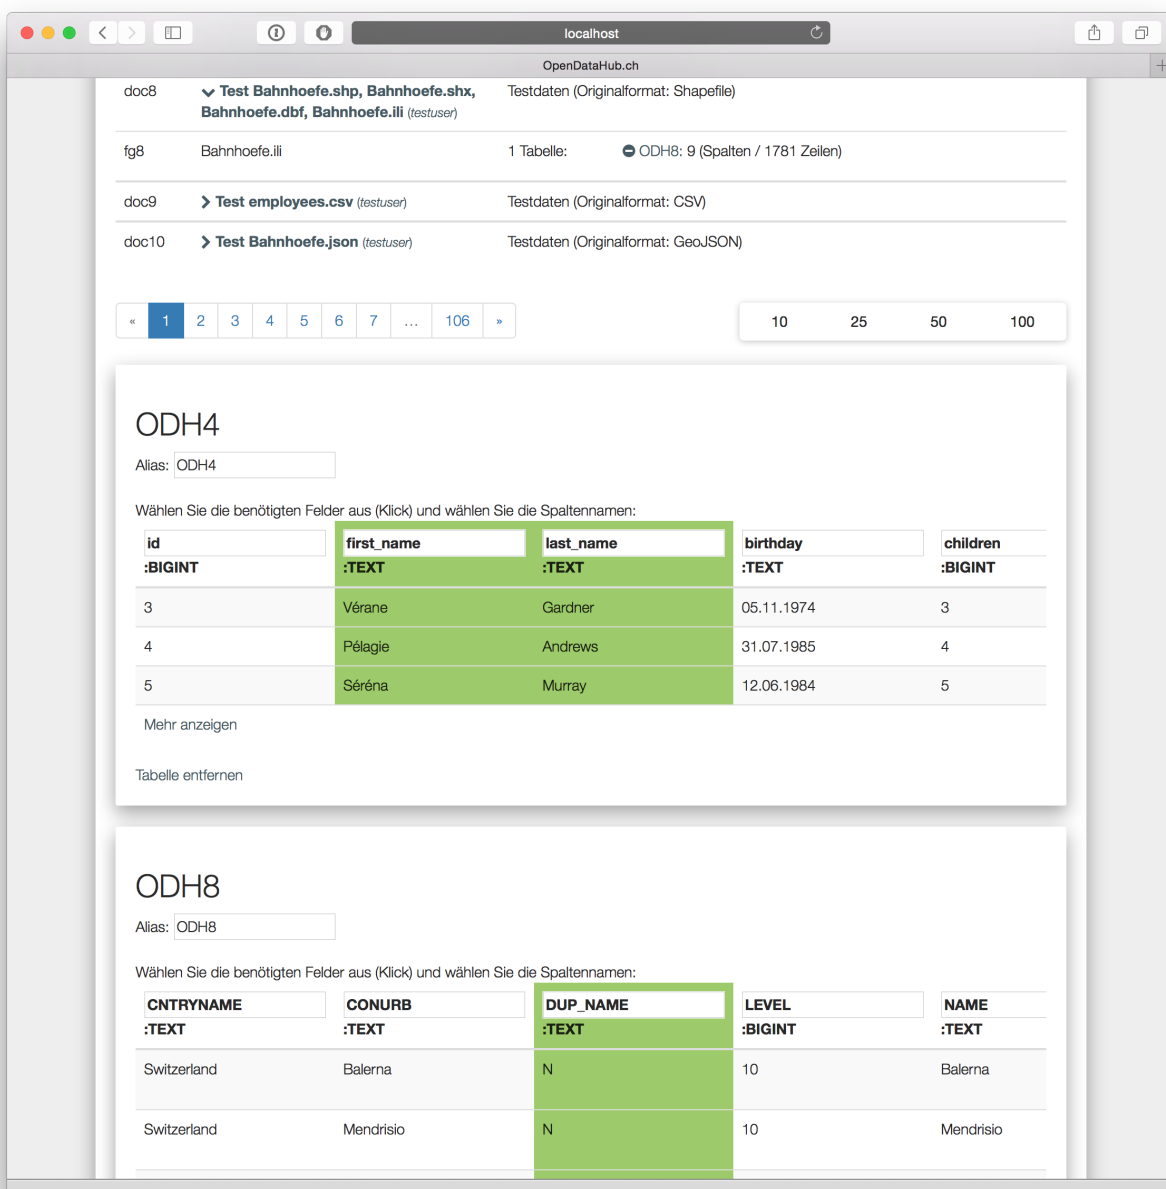 localhost
OpenDataHub.ch
doc8 Test Bahnhoefe.shp, Bahnhoefe.shx, Testdaten (Originalformat: Shapefile)
Bahnhoefe.dbf, Bahnhoefe.ili (testuser)
fg8 Bahnhoefe.ili 1 Tabelle: ODH8: 9 (Spalten / 1781 Zeilen)
doc9 Test employees.csv (testuser) Testdaten (Originalformat: CSV)
doc10 Test Bahnhoefe.json (testuser) Testdaten (Originalformat: GeoJSON)
« 1 2 3 4 5 6 7 … 106 » 10 25 50 100
ODH4
Alias: ODH4
Wählen Sie die benötigten Felder aus (Klick) und wählen Sie die Spaltennamen:
id first_name last_name birthday children
:BIGINT :TEXT :TEXT :TEXT :BIGINT
3 Vérane Gardner 05.11.1974 3
4 Pélagie Andrews 31.07.1985 4
5 Séréna Murray 12.06.1984 5
Mehr anzeigen
Tabelle entfernen
ODH8
Alias: ODH8
Wählen Sie die benötigten Felder aus (Klick) und wählen Sie die Spaltennamen:
CNTRYNAME CONURB DUP_NAME LEVEL NAME
:TEXT :TEXT :TEXT :BIGINT :TEXT
Switzerland Balerna N 10 Balerna
Switzerland Mendrisio N 10 Mendrisio